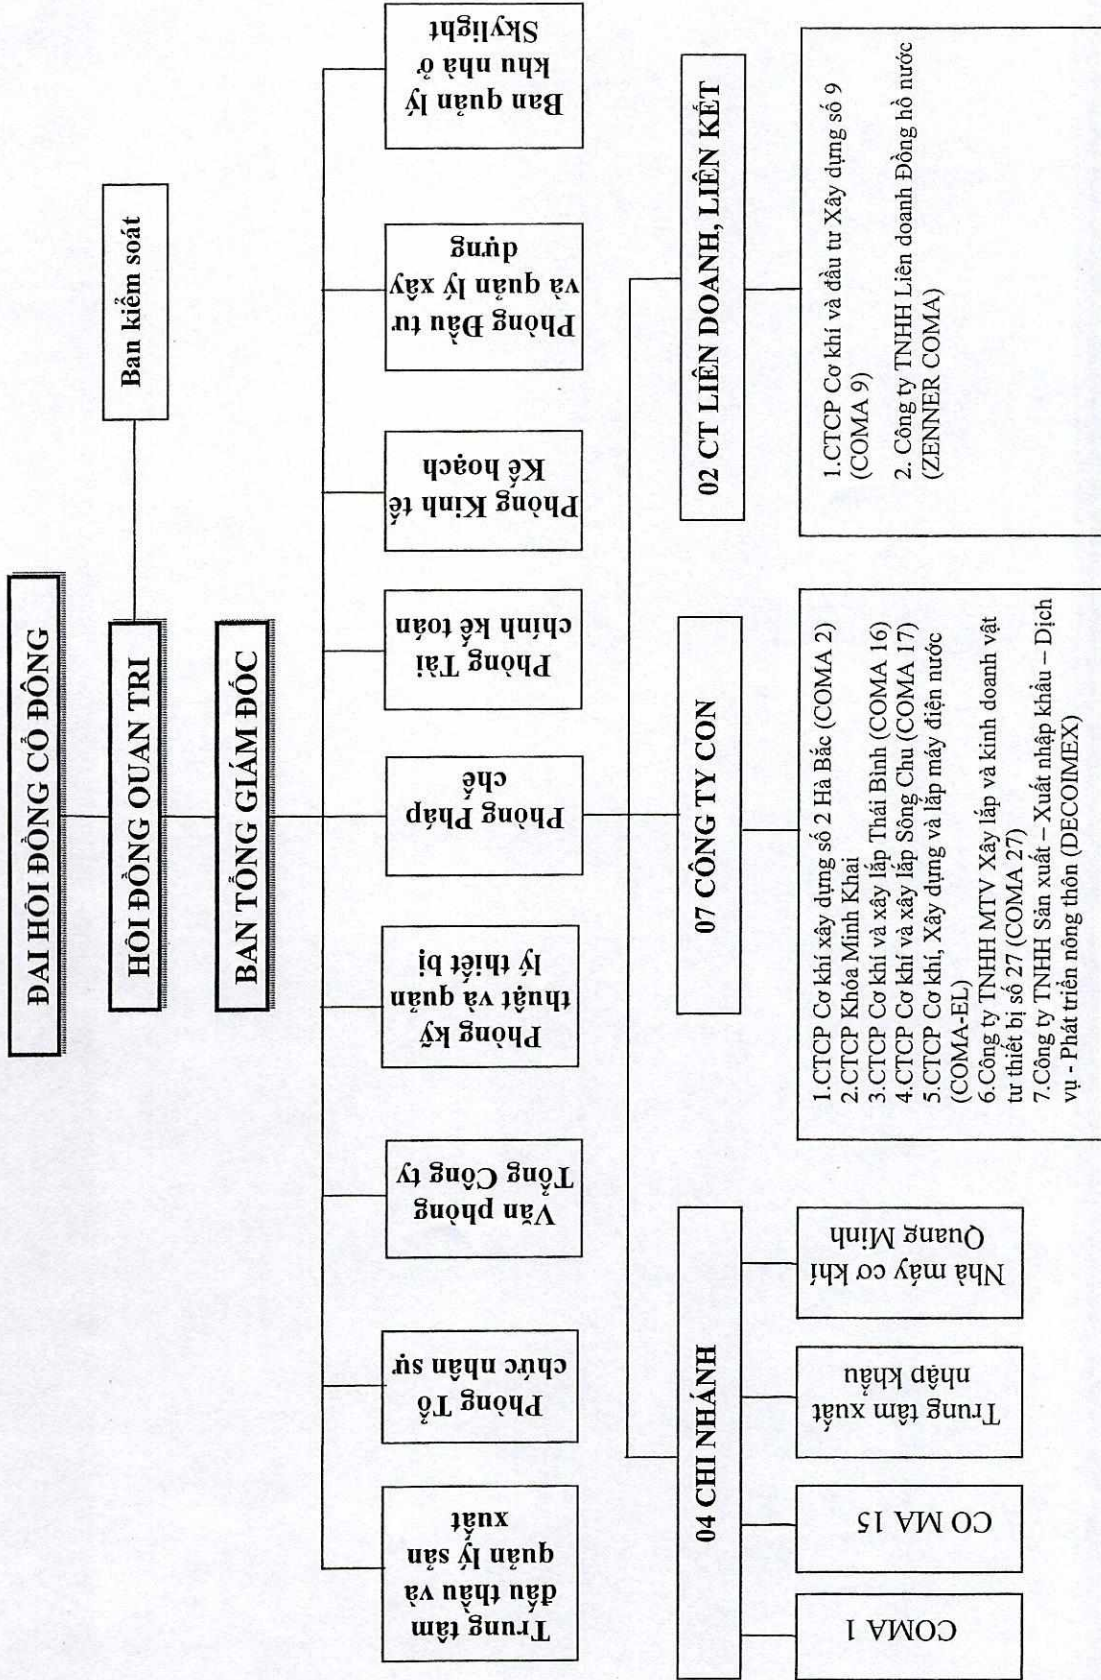 ĐAI HÔI ĐỒNG CỔ ĐÔNG
HÔI ĐỒNG QUAN TRI
Ban kiểm soát
BAN TỔNG GIÁM ĐỐC
Trung tâm
đấu thầu và
quản lý sản
xuất
Phòng Tổ
chức nhân sự
Văn phòng
Tổng Công ty
Phòng kỹ
thuật và quản
lý thiết bị
Phòng Pháp
chế
Phòng Tài
chính kế toán
Phòng Kinh tế
Kế hoạch
Phòng Đầu tư
và quản lý xây
dựng
Ban quản lý
khu nhà ở
Skylight
04 CHI NHÁNH
07 CÔNG TY CON
02 CT LIÊN DOANH, LIÊN KẾT
COMA 1
CO MA 15
Trung tâm xuất
nhập khẩu
Nhà máy cơ khí
Quang Minh
1.CTCP Cơ khí xây dựng số 2 Hà Bắc (COMA 2)
2.CTCP Khóa Minh Khai
3.CTCP Cơ khí và xây lắp Thái Bình (COMA 16)
4.CTCP Cơ khí và xây lắp Sông Chu (COMA 17)
5.CTCP Cơ khí, Xây dựng và lắp máy điện nước
(COMA-EL)
6.Công ty TNHH MTV Xây lắp và kinh doanh vật
tư thiết bị số 27 (COMA 27)
7.Công ty TNHH Sản xuất – Xuất nhập khẩu – Dịch
vụ - Phát triển nông thôn (DECOIMEX)
1.CTCP Cơ khí và đầu tư Xây dựng số 9
(COMA 9)
2. Công ty TNHH Liên doanh Đồng hồ nước
(ZENNER COMA)